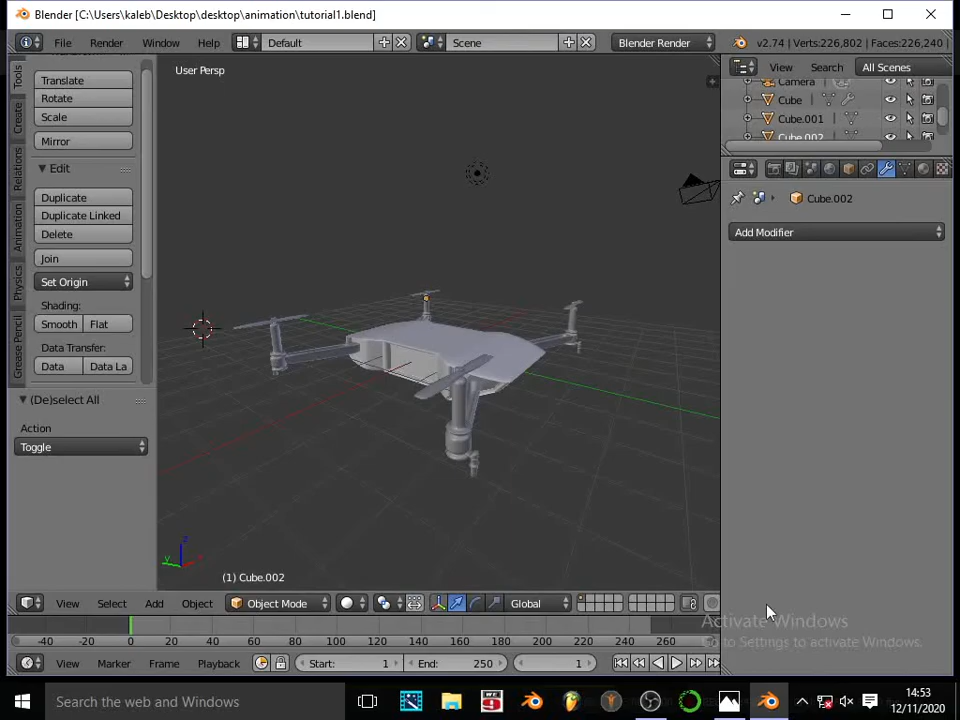 Blender [C:\Users\kaleb\Desktop\desktop\animation\tutorial1.blend]
File Render Window Help Default Scene Blender Render v2.74 | Verts:226,802 | Faces:226,240 |
Tools
Create
Relations
Animation
Physics
Grease Pencil
Translate
Rotate
Scale
Mirror
Edit
Duplicate
Duplicate Linked
Delete
Join
Set Origin
Shading:
Smooth Flat
Data Transfer:
Data Data La
(De)select All
Action
Toggle
User Persp
z
y
(1) Cube.002
View Search All Scenes
Camera
Cube
Cube.001
Cube.002
Cube.002
Add Modifier
View Select Add Object Object Mode Global
-40 -20 0 20 40 60 80 100 120 140 160 180 200 220 240 260
View Marker Frame Playback Start: 1 End: 250 1
Activate Windows
Go to Settings to activate Windows.
Search the web and Windows
14:53
12/11/2020